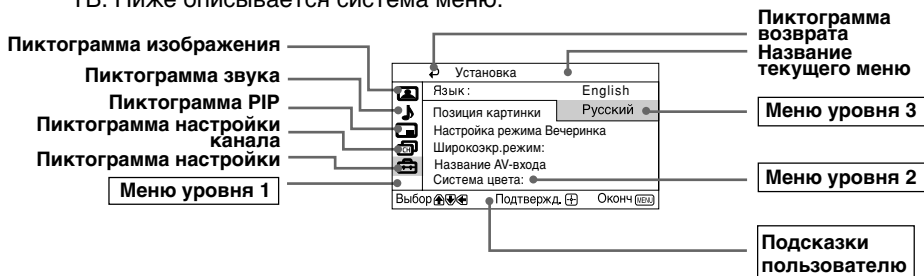 ТВ. Ниже описывается система меню.
Пиктограмма возврата
Название текущего меню
Пиктограмма изображения
Пиктограмма звука
Пиктограмма PIP
Пиктограмма настройки канала
Пиктограмма настройки
Меню уровня 1
Установка
Язык: English
Русский
Позиция картинки
Настройка режима Вечеринка
Широкоэкр.режим:
Название AV-входа
Система цвета:
Выбор Подтвержд. Оконч MENU
Меню уровня 3
Меню уровня 2
Подсказки
пользователю